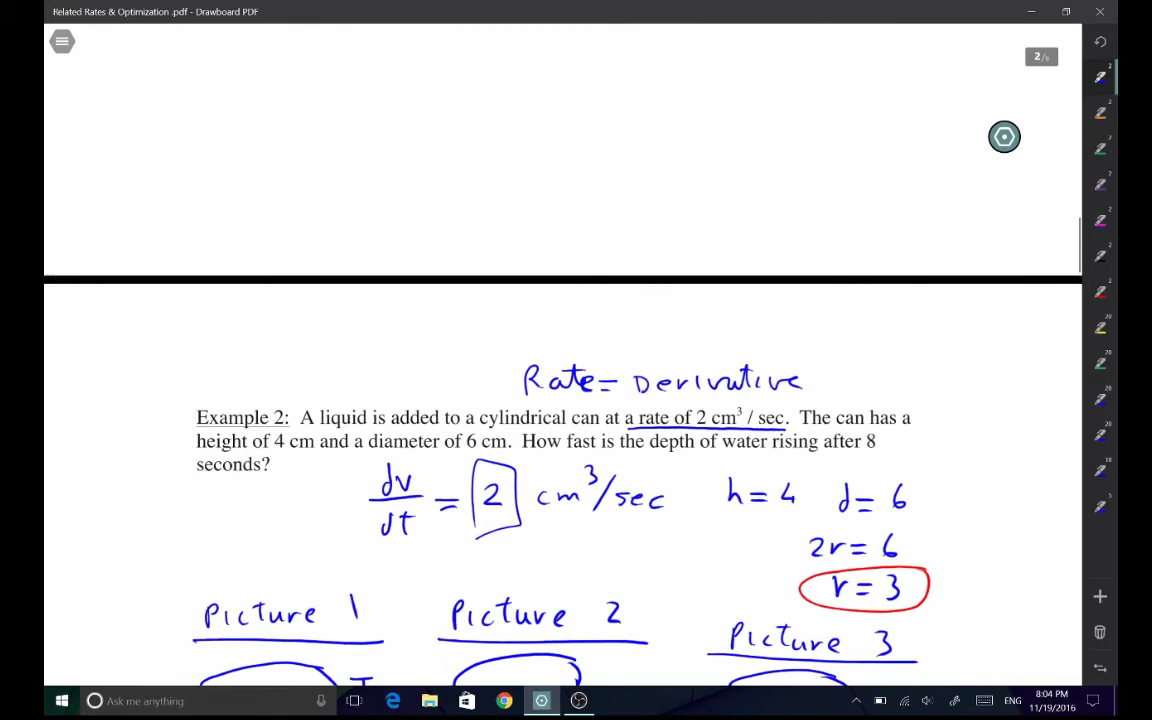 Related Rates & Optimization .pdf - Drawboard PDF
2/5
Rate = Derivative
Example 2: A liquid is added to a cylindrical can at a rate of 2 cm³ / sec. The can has a
height of 4 cm and a diameter of 6 cm. How fast is the depth of water rising after 8
seconds?
dv/dt = 2 cm³/sec
h = 4 d = 6
2r = 6
r = 3
Picture 1 Picture 2 Picture 3
Ask me anything
ENG
8:04 PM
11/19/2016